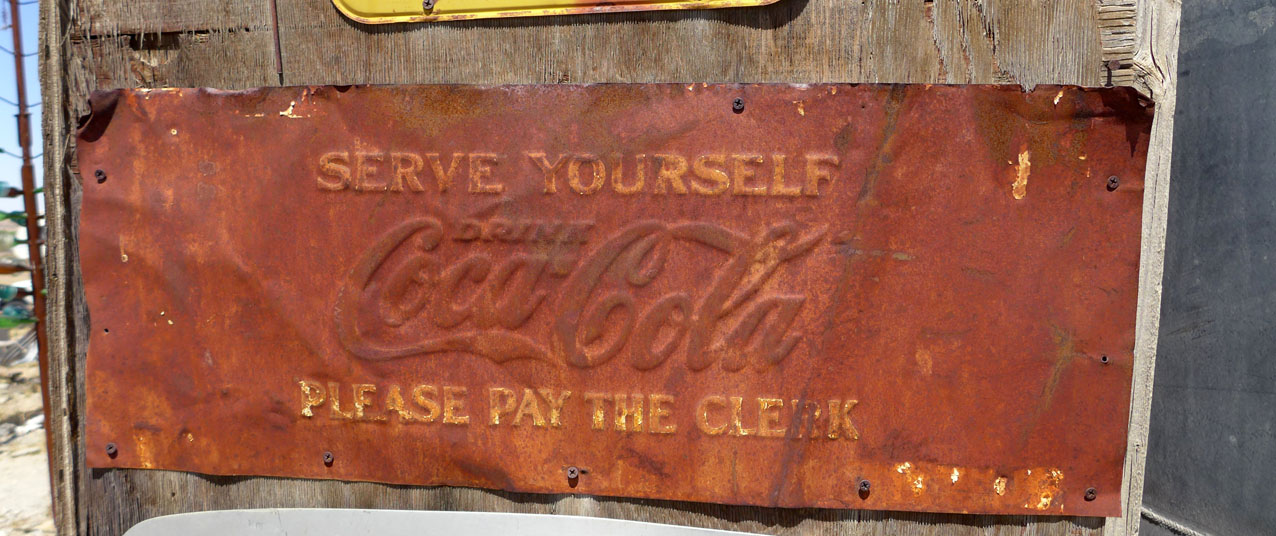 SERVE YOURSELF
DRINK
Coca-Cola
PLEASE PAY THE CLERK